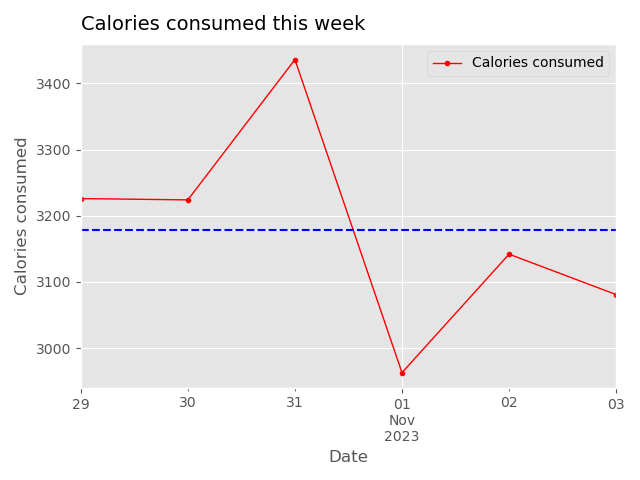 Calories consumed this week
Calories consumed
3400
3300
3200
3100
3000
Calories consumed
29
30
31
01
Nov
2023
02
03
Date